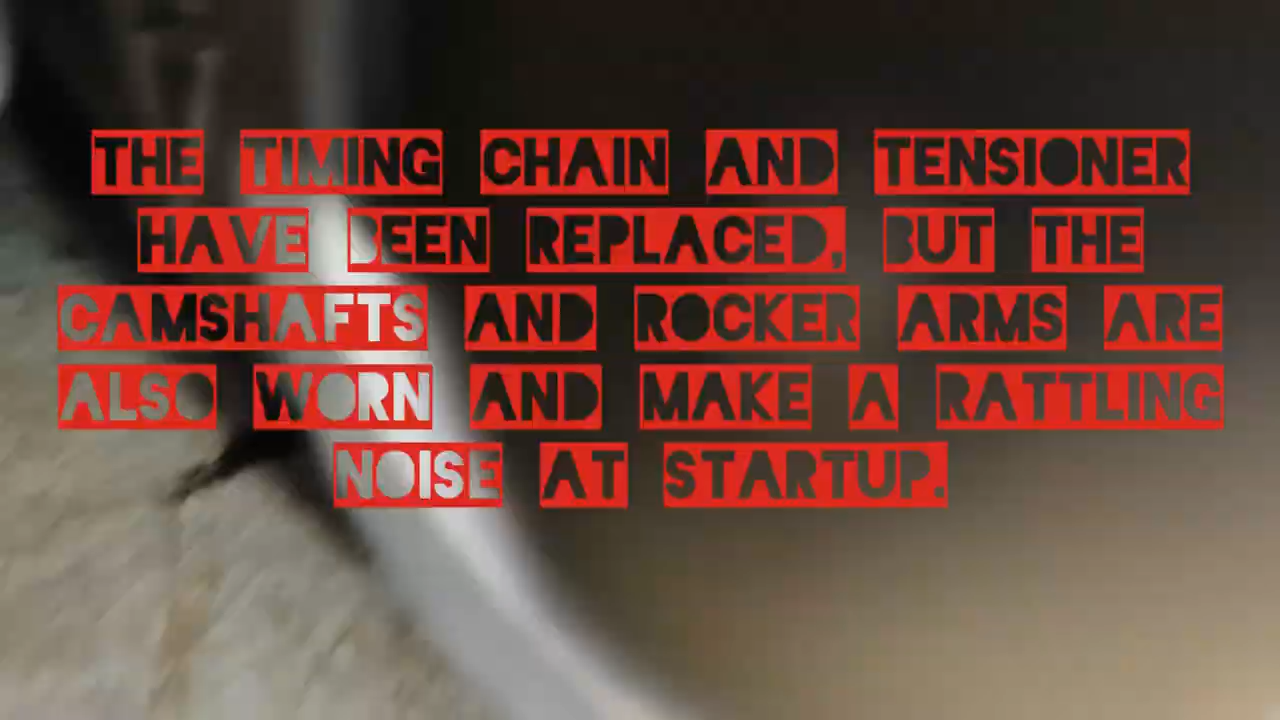 THE TIMING CHAIN AND TENSIONER
HAVE BEEN REPLACED, BUT THE
CAMSHAFTS AND ROCKER ARMS ARE
ALSO WORN AND MAKE A RATTLING
NOISE AT STARTUP.